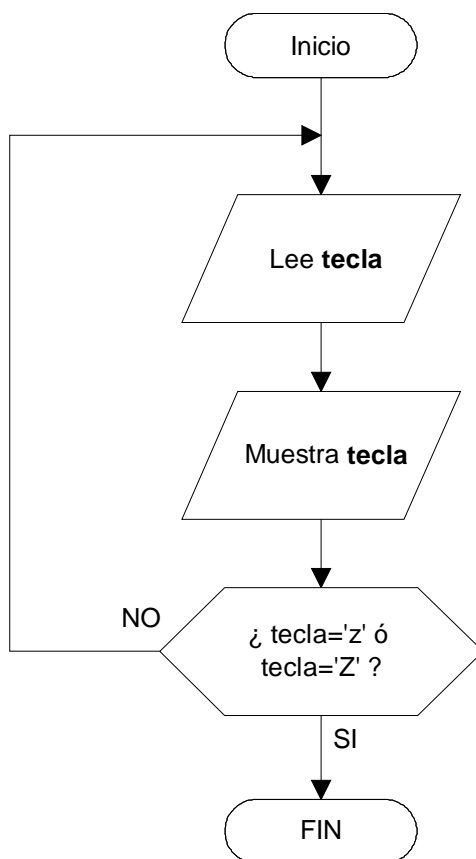 Inicio
Lee tecla
Muestra tecla
NO
¿ tecla='z' ó
tecla='Z' ?
SI
FIN